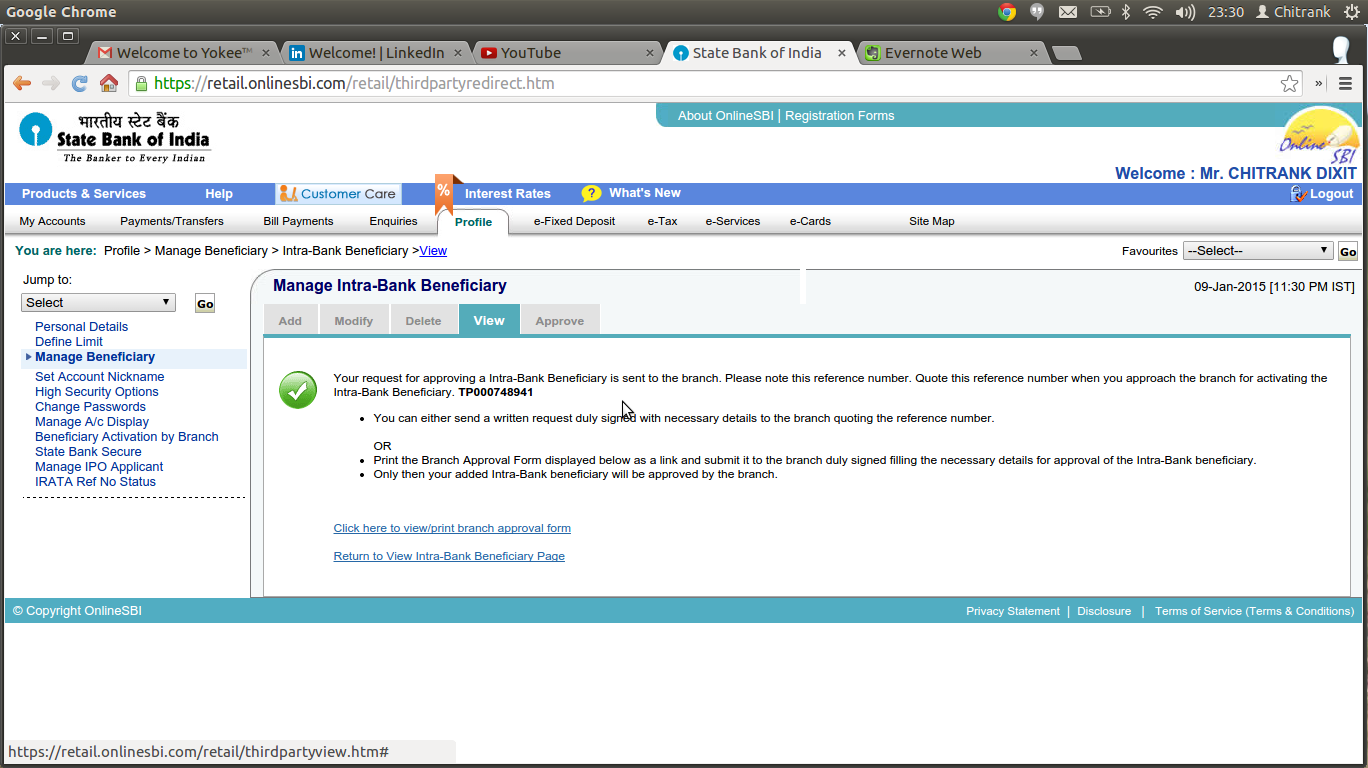 Google Chrome
23:30 Chitrank
Welcome to Yokee™ ×
Welcome! | LinkedIn ×
YouTube ×
State Bank of India ×
Evernote Web ×
https://retail.onlinesbi.com/retail/thirdpartyredirect.htm
भारतीय स्टेट बैंक
State Bank of India
The Banker to Every Indian
About OnlineSBI | Registration Forms
Online SBI
Welcome : Mr. CHITRANK DIXIT
Products & Services Help Customer Care % Interest Rates ? What's New Logout
My Accounts Payments/Transfers Bill Payments Enquiries Profile e-Fixed Deposit e-Tax e-Services e-Cards Site Map
You are here: Profile > Manage Beneficiary > Intra-Bank Beneficiary >View
Favourites --Select-- Go
Jump to:
Select Go
Personal Details
Define Limit
Manage Beneficiary
Set Account Nickname
High Security Options
Change Passwords
Manage A/c Display
Beneficiary Activation by Branch
State Bank Secure
Manage IPO Applicant
IRATA Ref No Status
Manage Intra-Bank Beneficiary
09-Jan-2015 [11:30 PM IST]
Add Modify Delete View Approve
Your request for approving a Intra-Bank Beneficiary is sent to the branch. Please note this reference number. Quote this reference number when you approach the branch for activating the
Intra-Bank Beneficiary. TP000748941
• You can either send a written request duly signed with necessary details to the branch quoting the reference number.
OR
• Print the Branch Approval Form displayed below as a link and submit it to the branch duly signed filling the necessary details for approval of the Intra-Bank beneficiary.
• Only then your added Intra-Bank beneficiary will be approved by the branch.
Click here to view/print branch approval form
Return to View Intra-Bank Beneficiary Page
© Copyright OnlineSBI
Privacy Statement | Disclosure | Terms of Service (Terms & Conditions)
https://retail.onlinesbi.com/retail/thirdpartyview.htm#